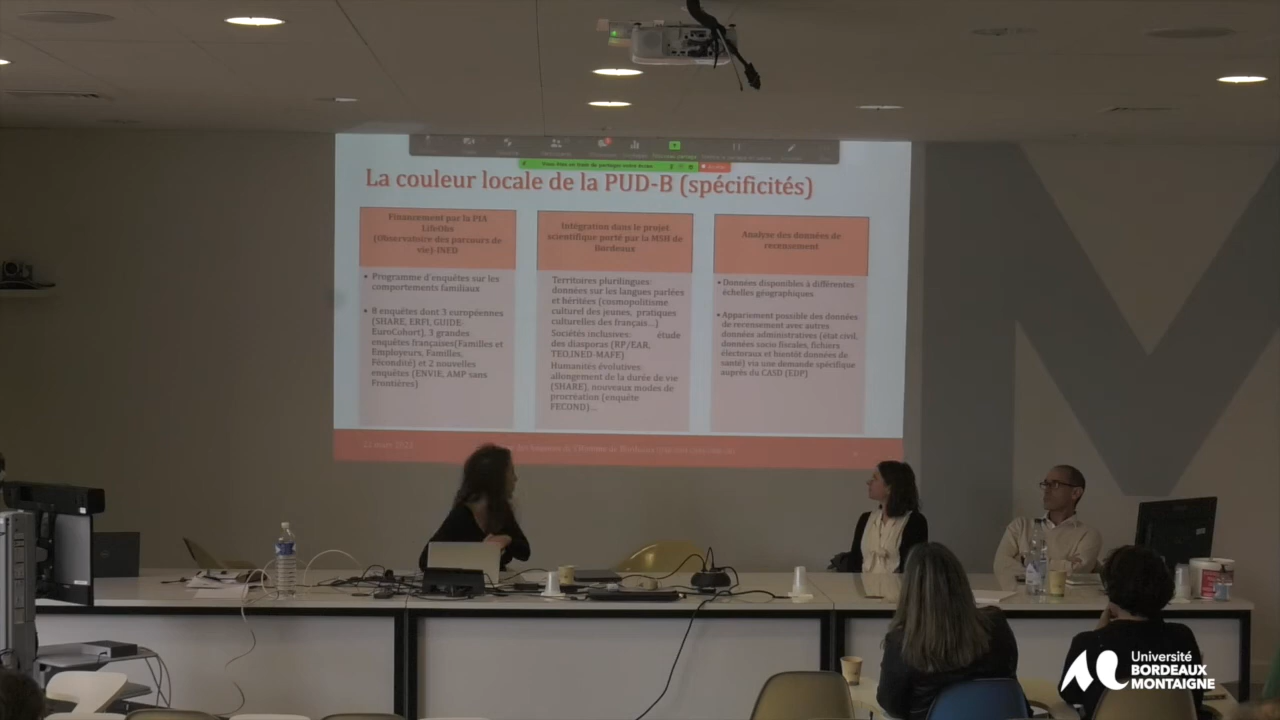 La couleur locale de la PUD-B (spécificités)
Financement par la PIA
LifeObs
(Observatoire des parcours de
vie)-INED
• Programme d'enquêtes sur les
comportements familiaux
• 8 enquêtes dont 3 européennes
(SHARE, ERFI, GUIDE-
EuroCohort), 3 grandes
enquêtes françaises(Familles et
Employeurs, Familles,
Fécondité) et 2 nouvelles
enquêtes (ENVIE, AMP sans
Frontières)
Intégration dans le projet
scientifique porté par la MSH de
Bordeaux
Territoires plurilingues:
données sur les langues parlées
et héritées (cosmopolitisme
culturel des jeunes, pratiques
culturelles des français...)
Sociétés inclusives: étude
des diasporas (RP/EAR,
TEO,INED-MAFE)
Humanités évolutives:
allongement de la durée de vie
(SHARE), nouveaux modes de
procréation (enquête
FECOND)...
Analyse des données de
recensement
• Données disponibles à différentes
échelles géographiques
• Appariement possible des données
de recensement avec autres
données administratives (état civil,
données socio fiscales, fichiers
électoraux et bientôt données de
santé) via une demande spécifique
auprès du CASD (EDP)
Université
BORDEAUX
MONTAIGNE